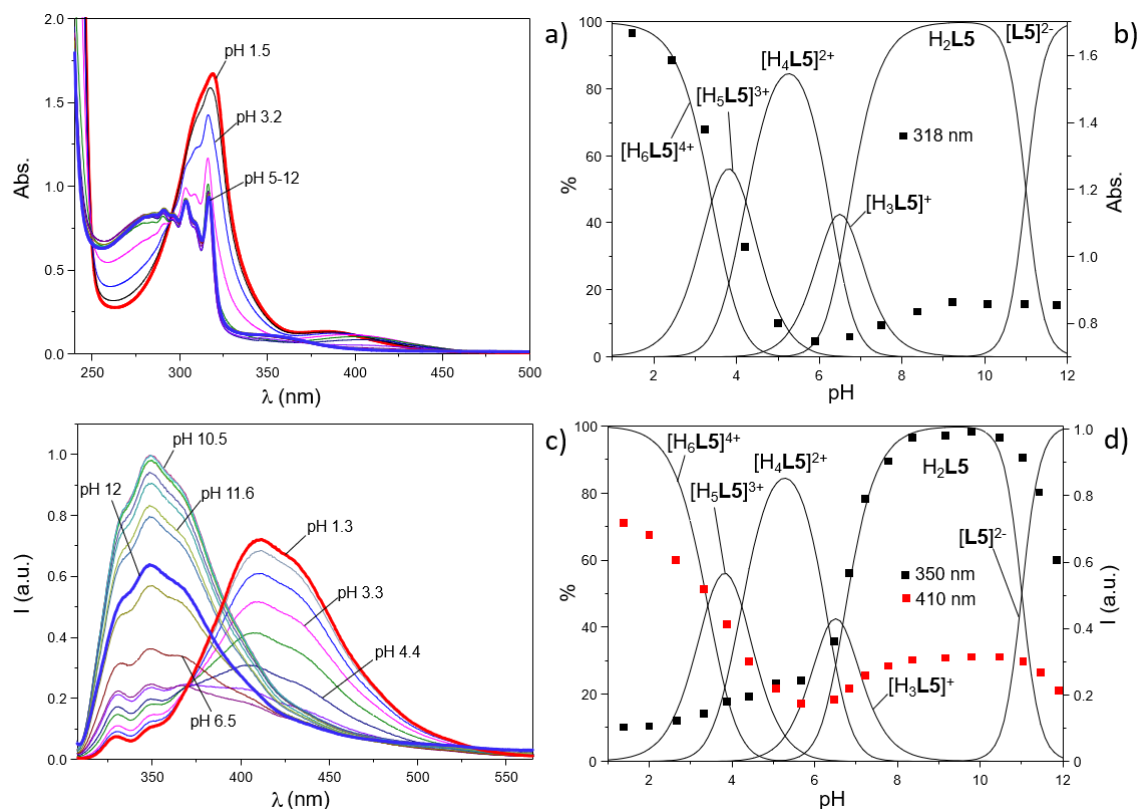 a)
2.0
1.5
1.0
0.5
0.0
Abs.
pH 1.5
pH 3.2
pH 5-12
250 300 350 400 450 500
λ (nm)
b)
100
80
60
40
20
0
%
[H6L5]4+
[H5L5]3+
[H4L5]2+
[H3L5]+
H2L5
[L5]2-
318 nm
1.6
1.4
1.2
1.0
0.8
Abs.
2 4 6 8 10 12
pH
c)
1.0
0.8
0.6
0.4
0.2
0.0
I (a.u.)
pH 10.5
pH 12
pH 11.6
pH 1.3
pH 3.3
pH 4.4
pH 6.5
350 400 450 500 550
λ (nm)
d)
100
80
60
40
20
0
%
[H6L5]4+
[H5L5]3+
[H4L5]2+
H2L5
[L5]2-
350 nm
410 nm
[H3L5]+
1.0
0.8
0.6
0.4
0.2
0.0
I (a.u.)
2 4 6 8 10 12
pH